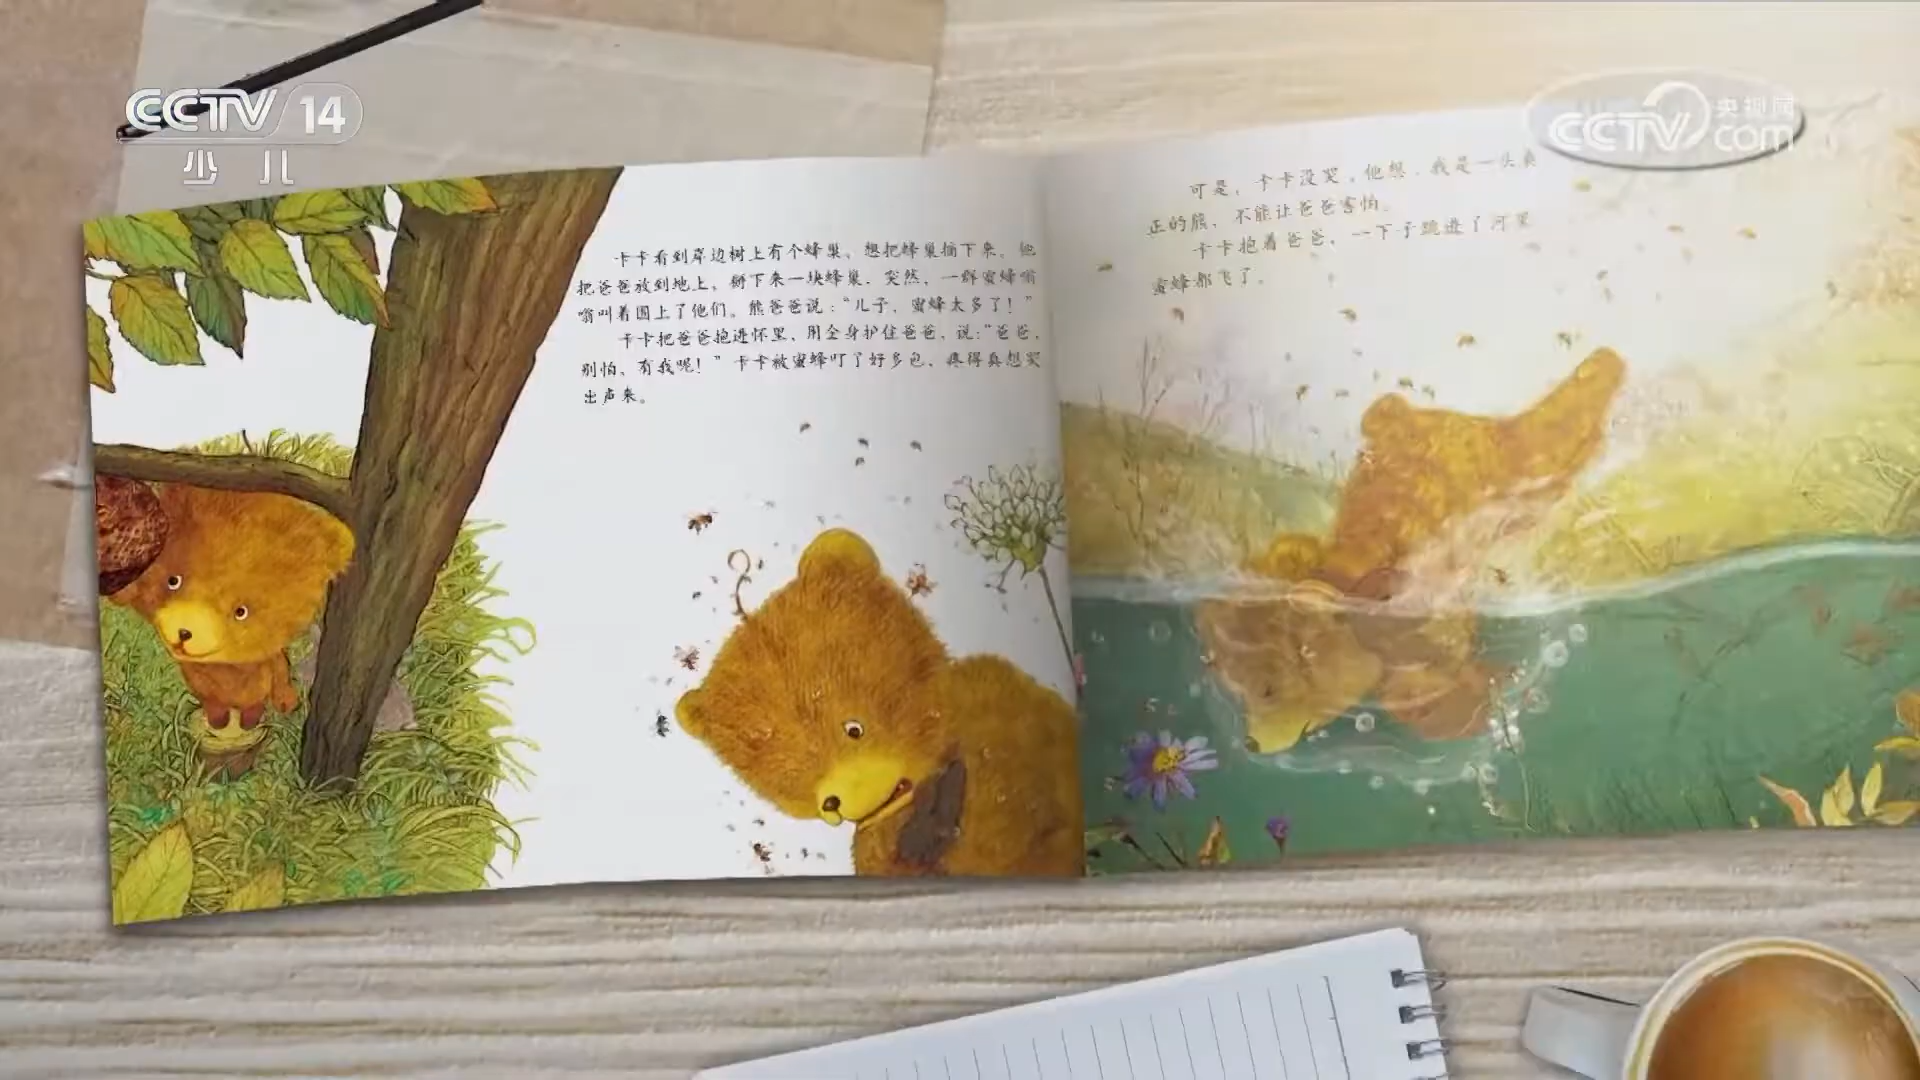 CCTV 14
少儿
央视网
CCTV com
卡卡看到岸边树上有个蜂巢，想把蜂巢摘下来。他
把爸爸放到地上，掰下来一块蜂巢。突然，一群蜜蜂嗡
嗡叫着围上了他们。熊爸爸说：“儿子，蜜蜂太多了！”
卡卡把爸爸抱进怀里，用全身护住爸爸，说：“爸爸，
别怕，有我呢！”卡卡被蜜蜂叮了好多包，疼得真想哭
出声来。
可是，卡卡没哭。他想，我是一头真
正的熊，不能让爸爸害怕。
卡卡抱着爸爸，一下子跳进了河里
蜜蜂都飞了。